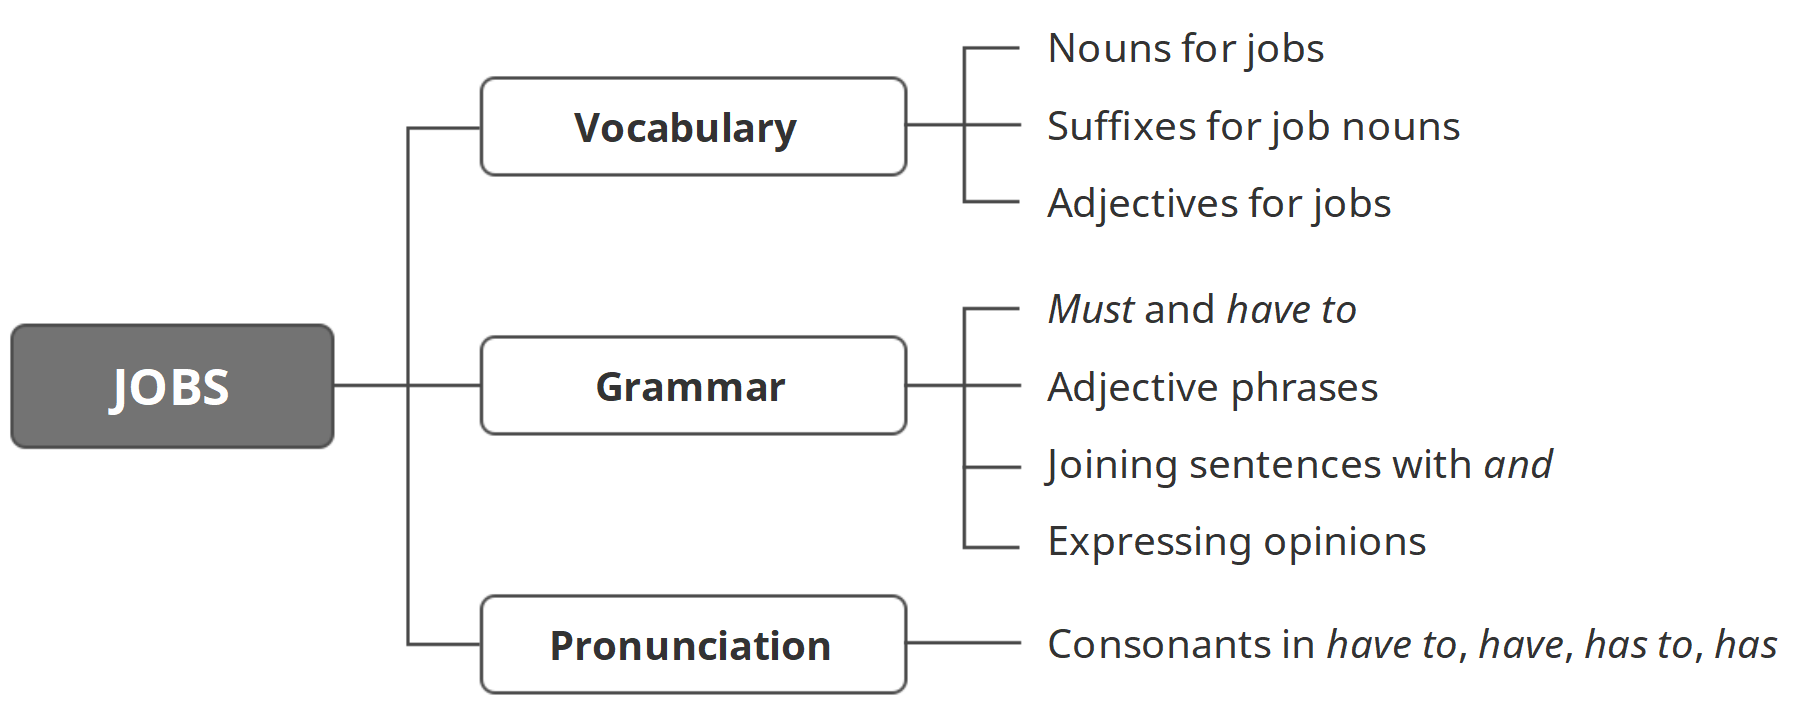 JOBS
Vocabulary
Nouns for jobs
Suffixes for job nouns
Adjectives for jobs
Grammar
Must and have to
Adjective phrases
Joining sentences with and
Expressing opinions
Pronunciation
Consonants in have to, have, has to, has